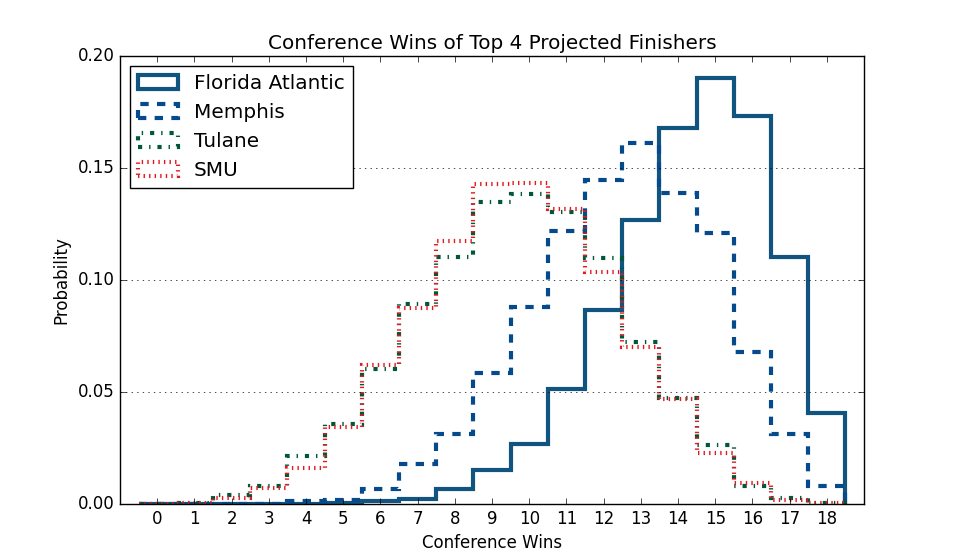 Conference Wins of Top 4 Projected Finishers
0.20
0.15
0.10
0.05
0.00
Probability
Florida Atlantic
Memphis
Tulane
SMU
0 1 2 3 4 5 6 7 8 9 10 11 12 13 14 15 16 17 18
Conference Wins